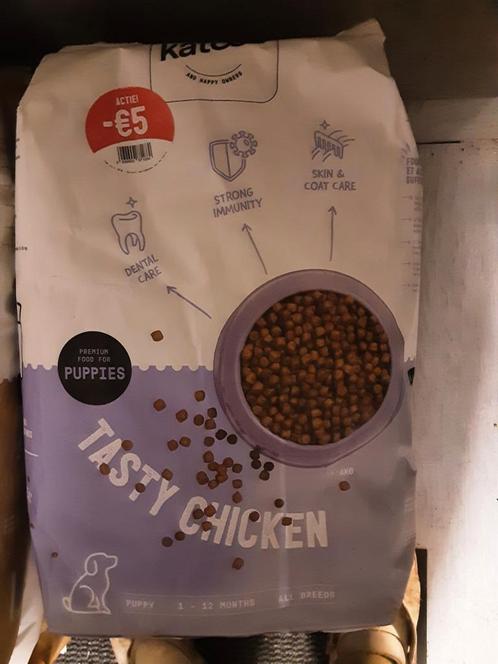 AND HAPPY OWNERS
ACTIE!
-€5
STRONG
IMMUNITY
SKIN &
COAT CARE
DENTAL
CARE
PREMIUM
FOOD FOR
PUPPIES
TASTY CHICKEN
PUPPY 1 - 12 MONTHS ALL BREEDS